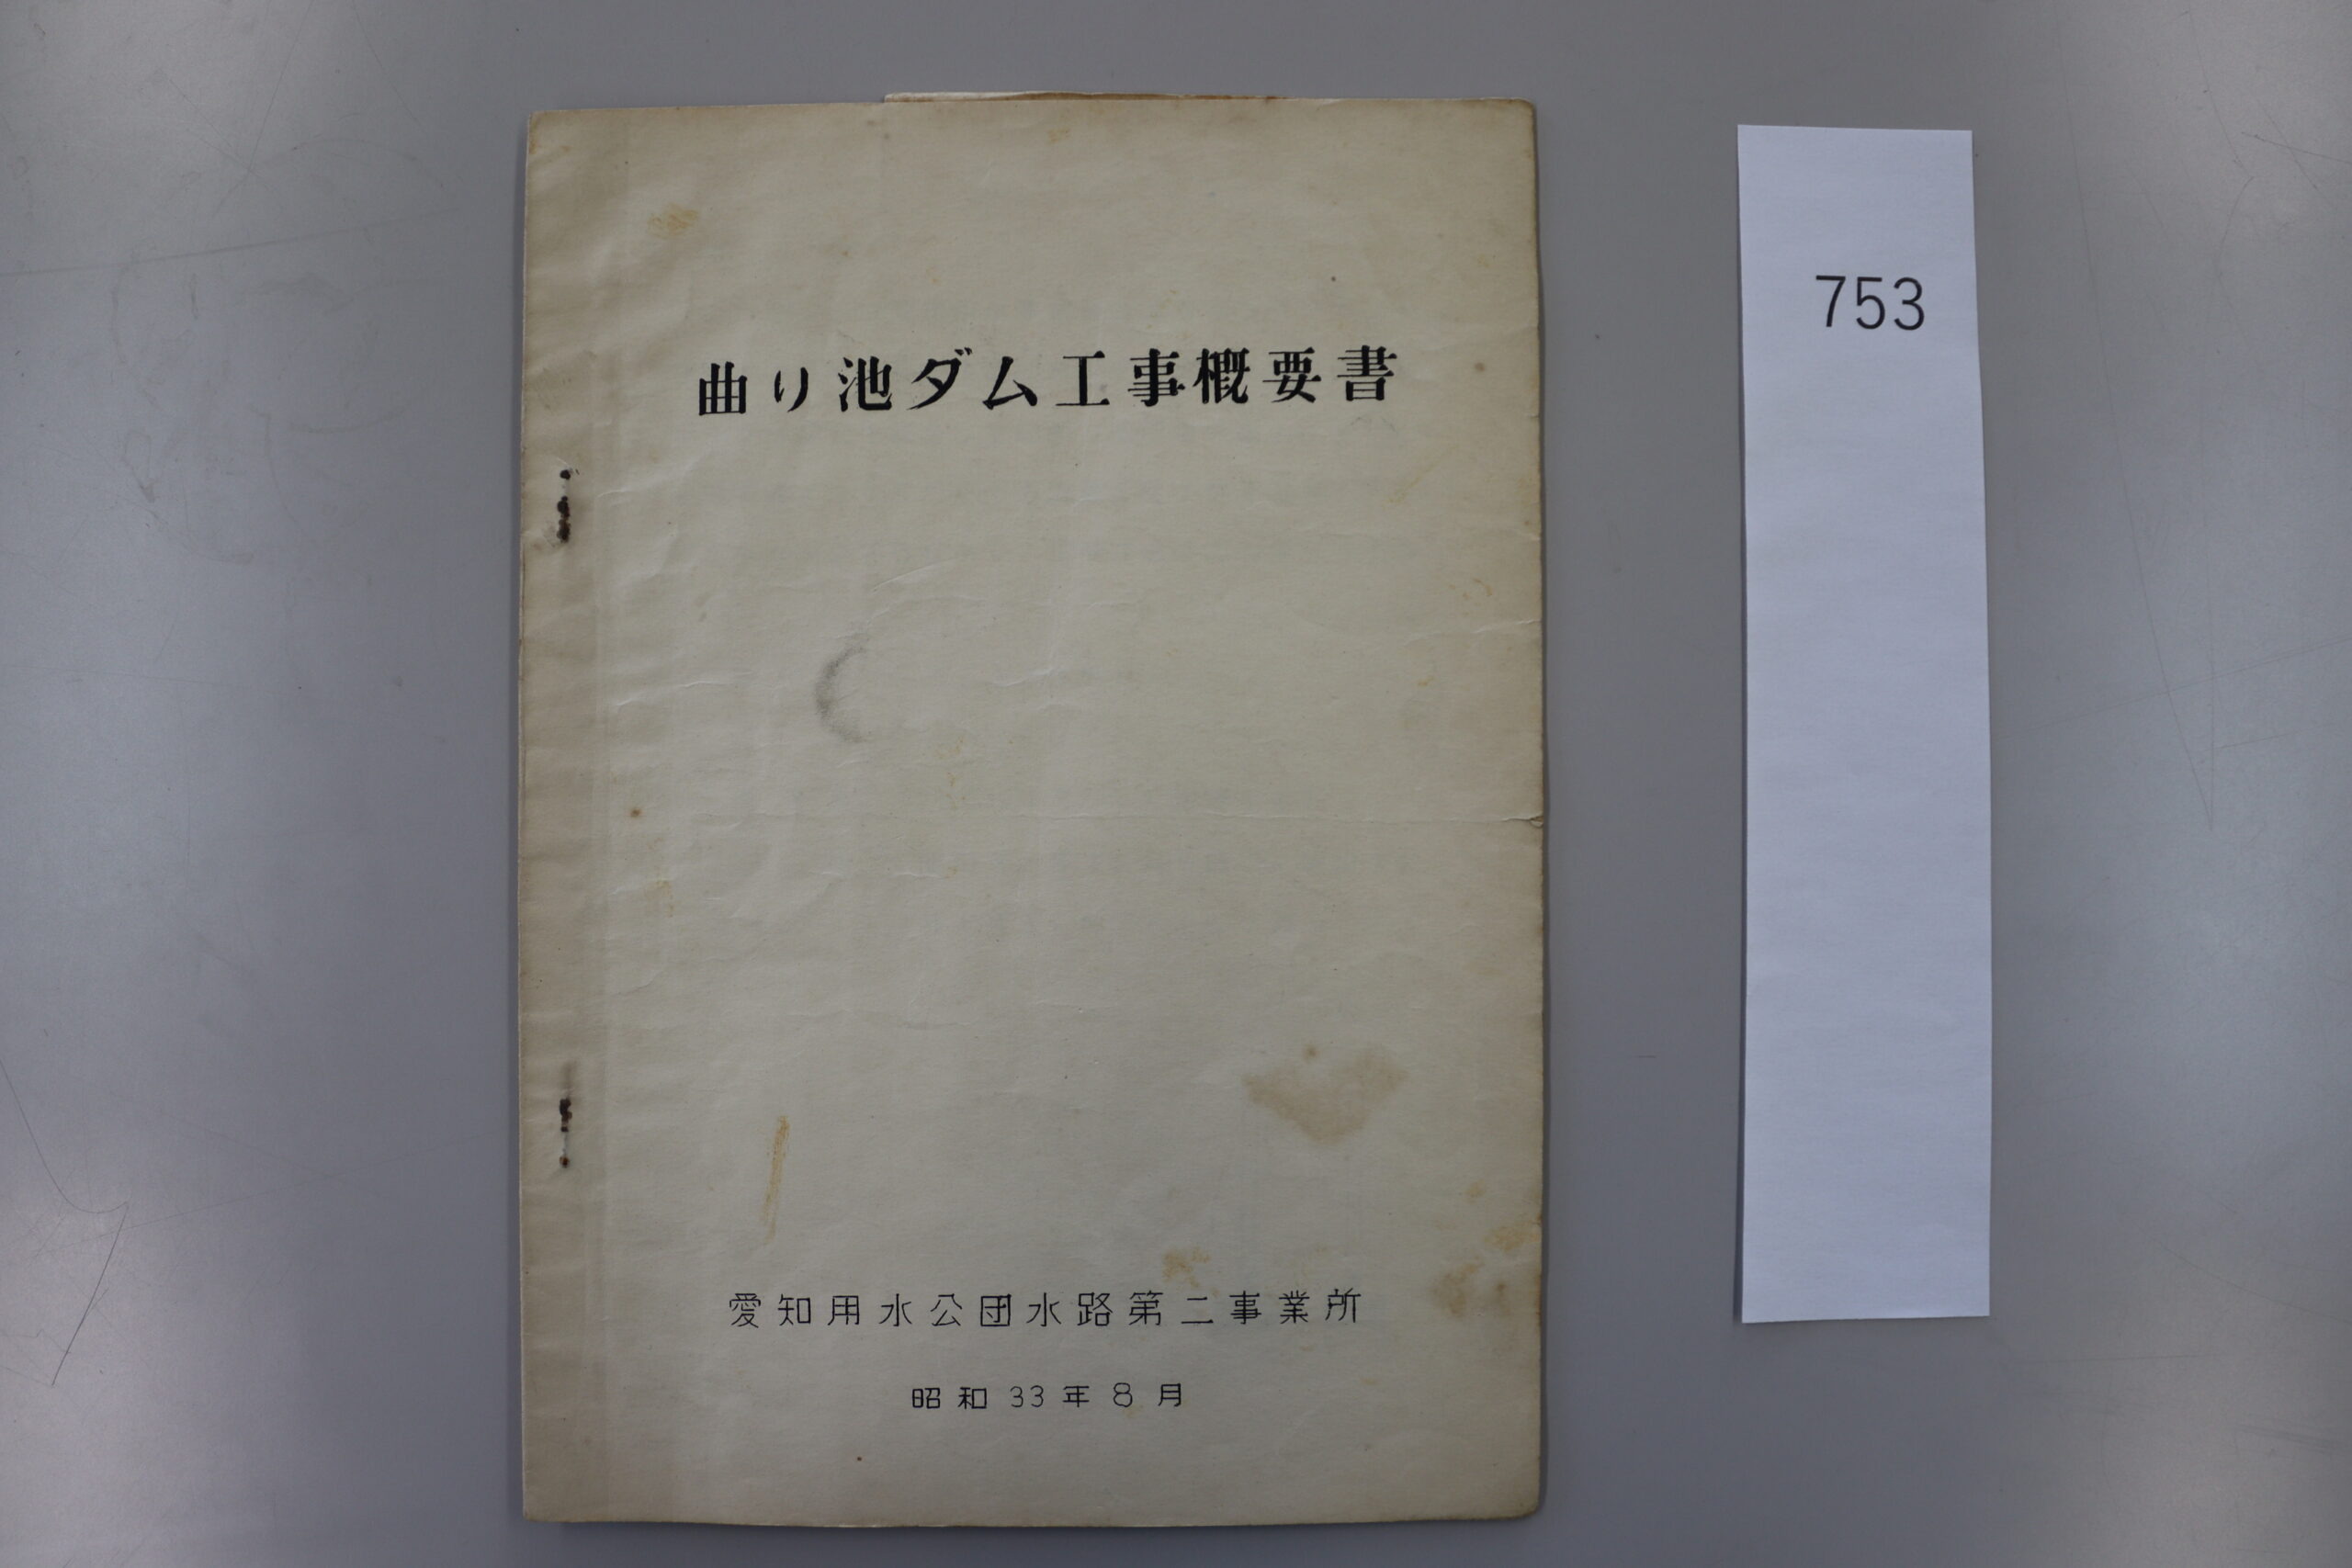 曲り池ダム工事概要書
愛知用水公団水路第二事業所
昭和33年8月
753